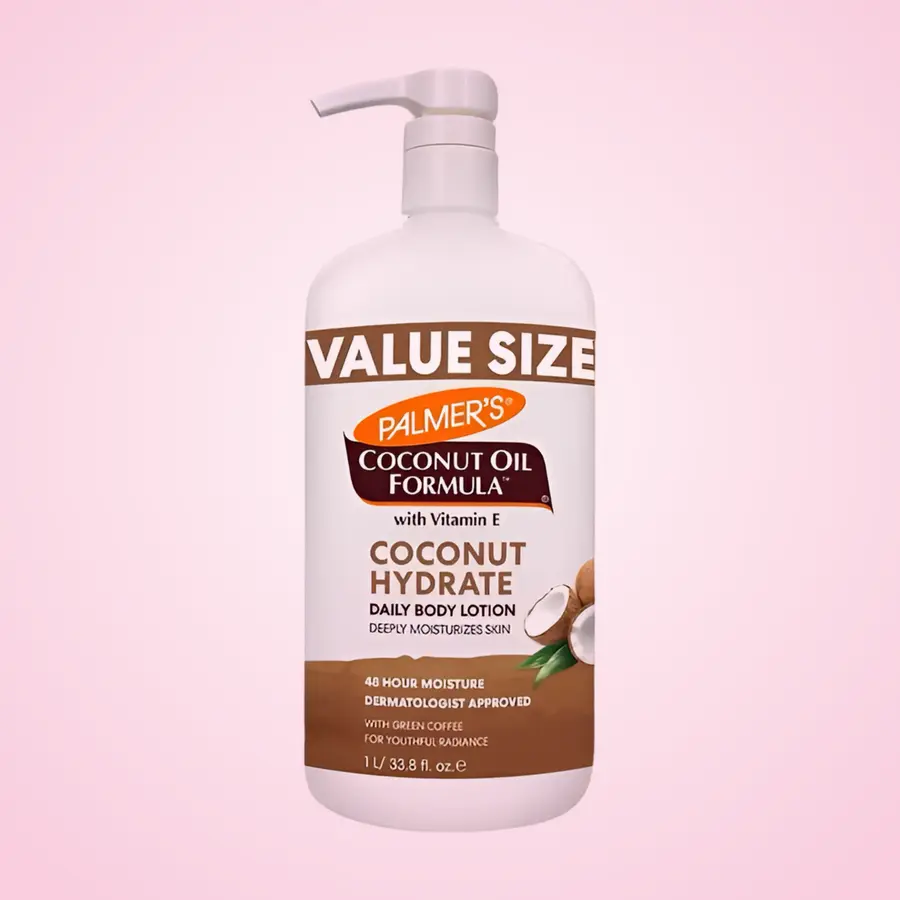 VALUE SIZE
PALMER'S®
COCONUT OIL
FORMULA™
®
with Vitamin E
COCONUT
HYDRATE
DAILY BODY LOTION
DEEPLY MOISTURIZES SKIN
48 HOUR MOISTURE
DERMATOLOGIST APPROVED
WITH GREEN COFFEE
FOR YOUTHFUL RADIANCE
1 L/ 33.8 fl. oz.℮